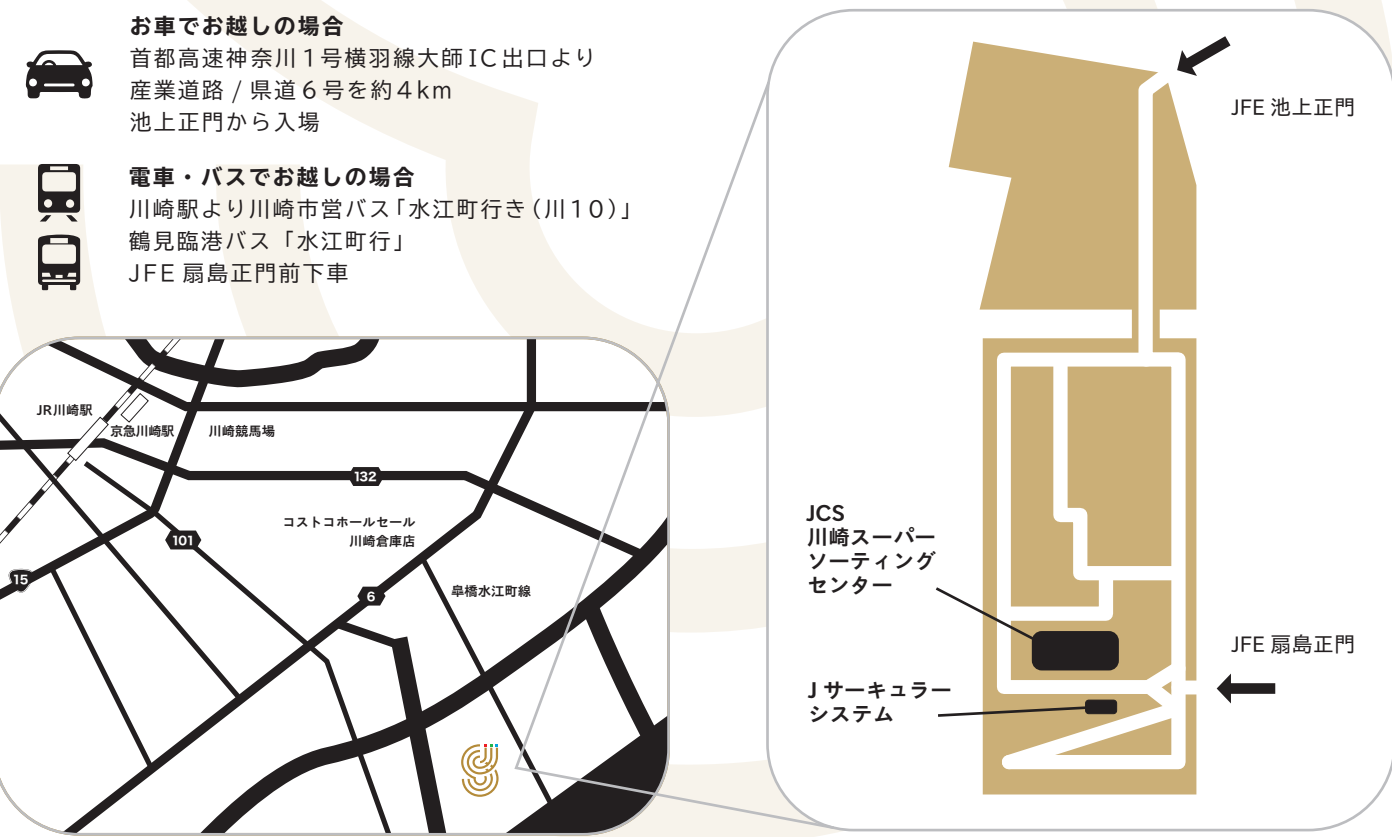 お車でお越しの場合
首都高速神奈川1号横羽線大師IC出口より
産業道路 / 県道6号を約4km
池上正門から入場
電車・バスでお越しの場合
川崎駅より川崎市営バス「水江町行き(川10)」
鶴見臨港バス「水江町行」
JFE 扇島正門前下車
JR川崎駅
京急川崎駅
川崎競馬場
132
コストコホールセール
川崎倉庫店
101
15
6
皐橋水江町線
JFE 池上正門
JCS
川崎スーパー
ソーティング
センター
JFE 扇島正門
J サーキュラー
システム